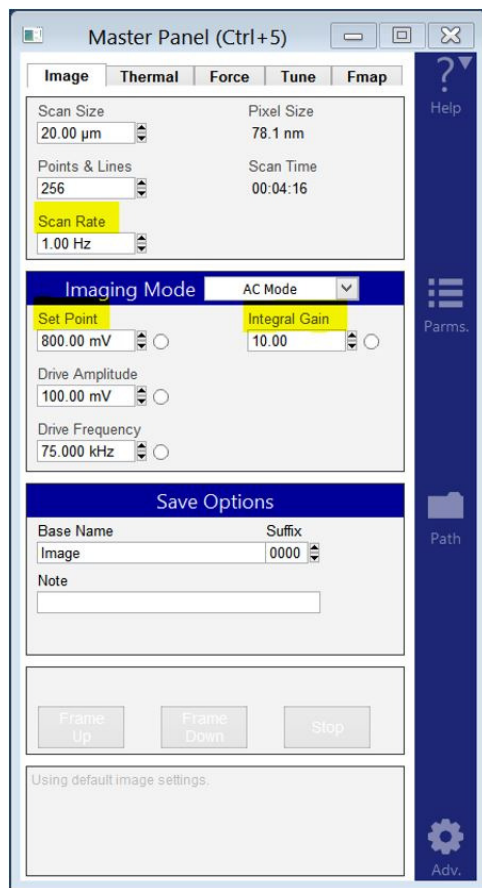 Master Panel (Ctrl+5)
Image Thermal Force Tune Fmap
? Help
Scan Size Pixel Size
20.00 µm 78.1 nm
Points & Lines Scan Time
256 00:04:16
Scan Rate
1.00 Hz
Imaging Mode AC Mode
Parms.
Set Point Integral Gain
800.00 mV 10.00
Drive Amplitude
100.00 mV
Drive Frequency
75.000 kHz
Save Options
Path
Base Name Suffix
Image 0000
Note
Frame Up Frame Down Stop
Using default image settings.
Adv.